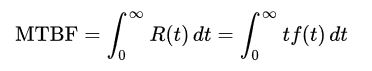 MTBF = ∫₀^∞ R(t) dt = ∫₀^∞ tf(t) dt